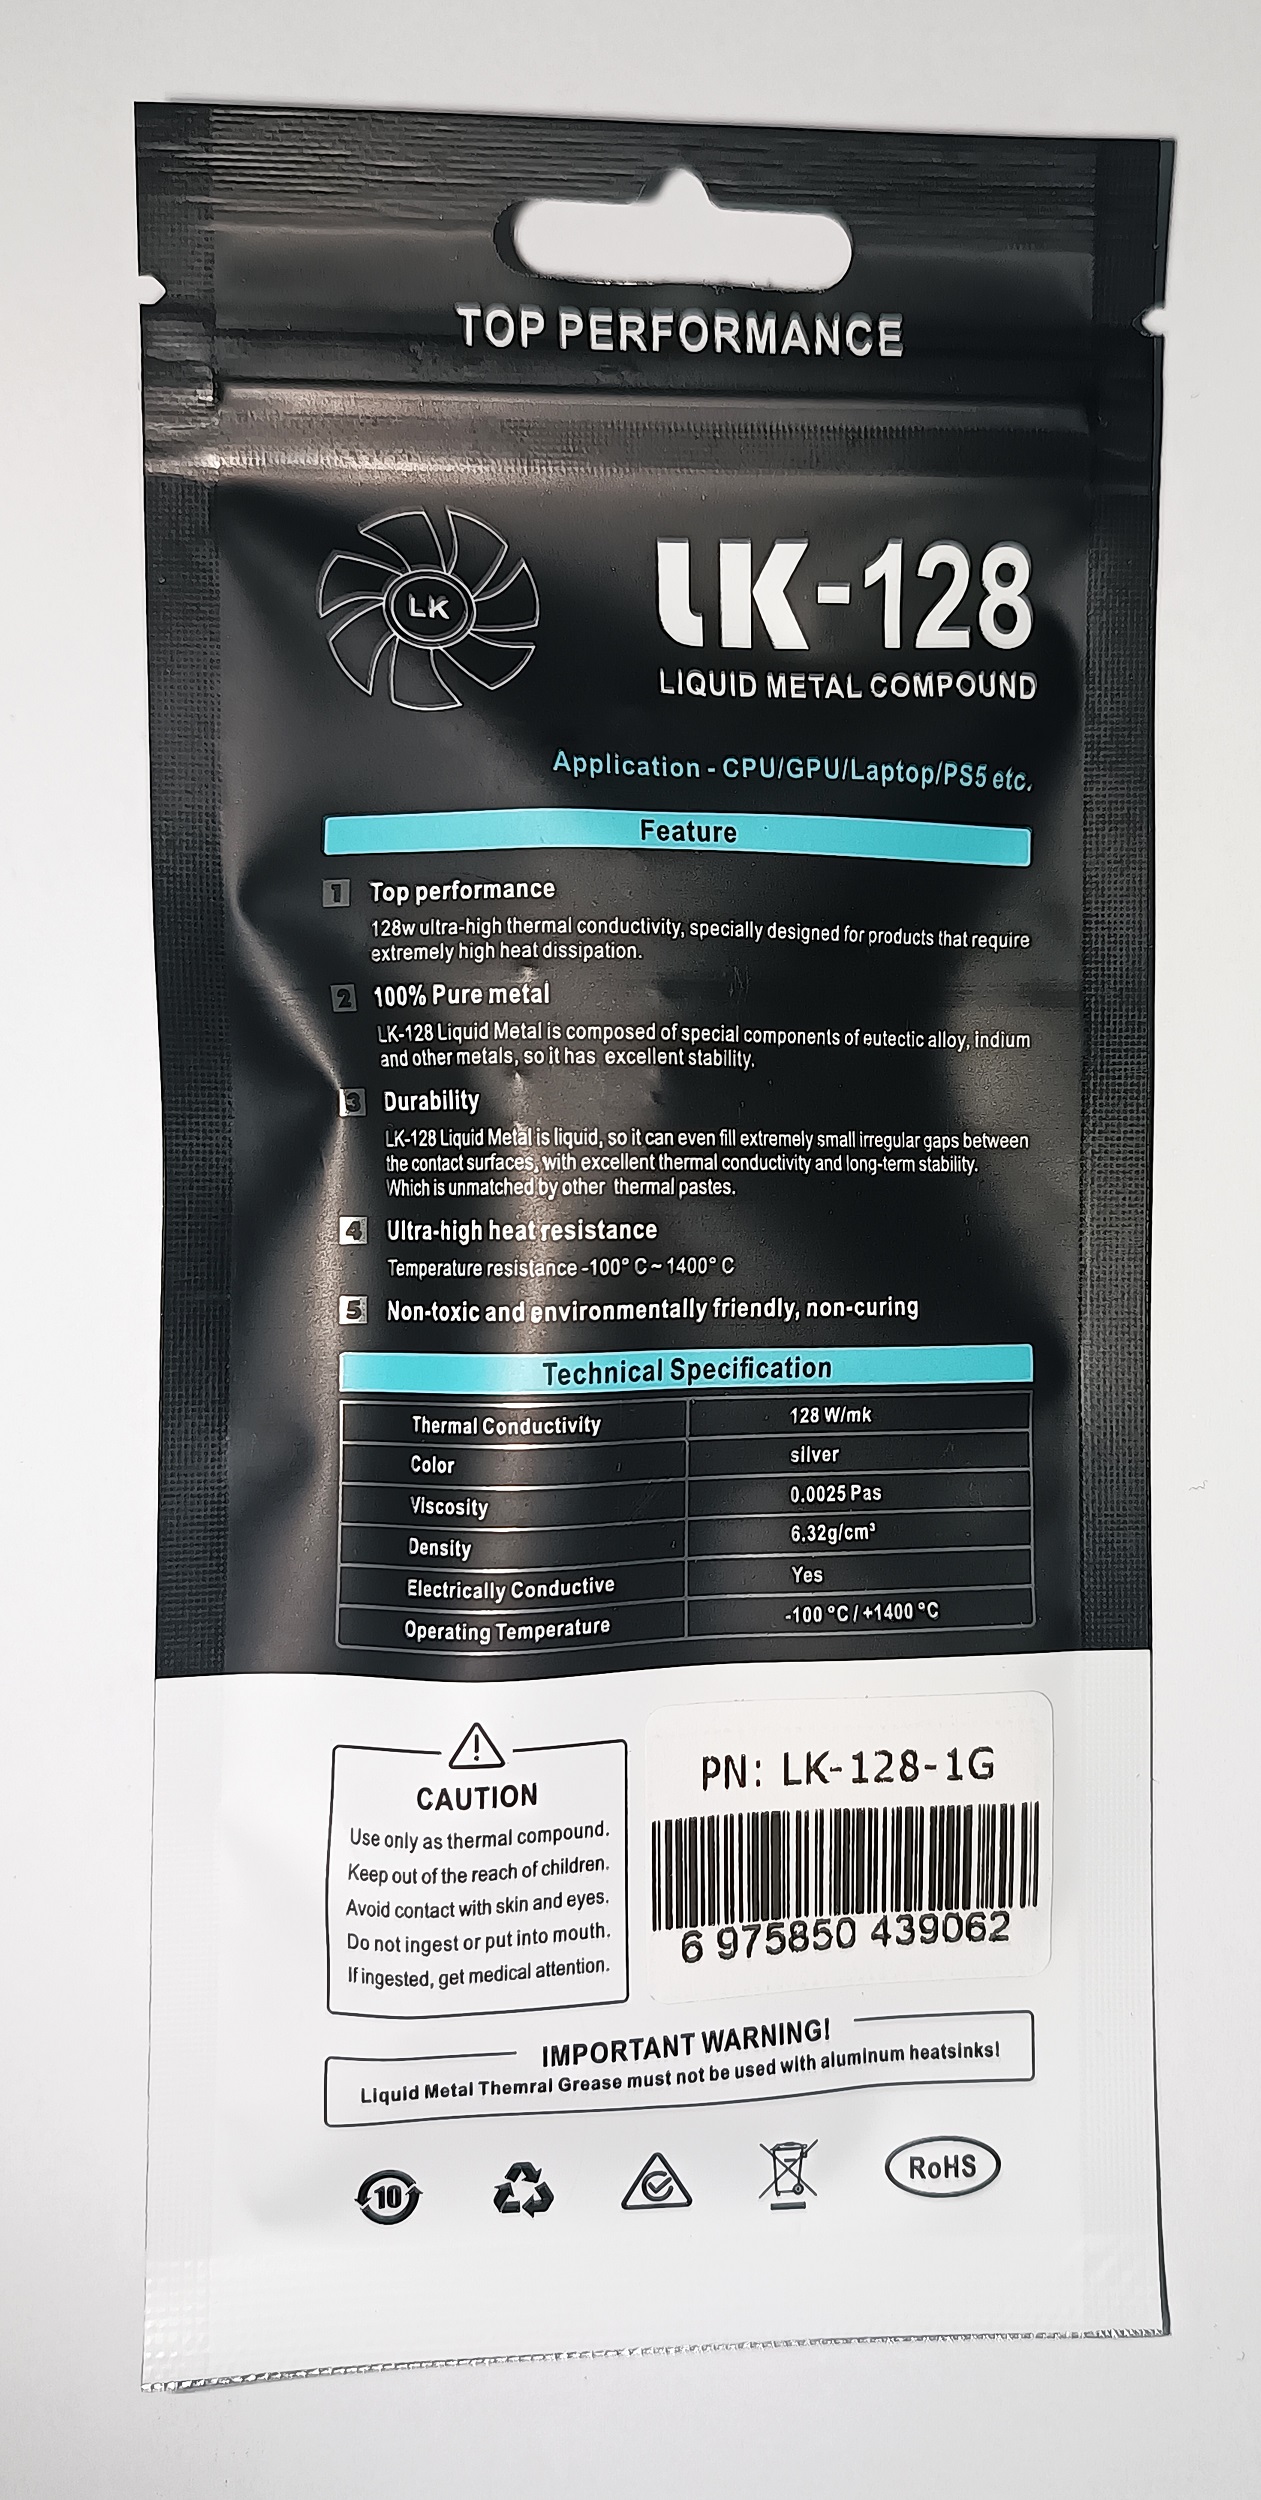 TOP PERFORMANCE
LK
LK-128
LIQUID METAL COMPOUND
Application - CPU/GPU/Laptop/PS5 etc.
Feature
1 Top performance
128w ultra-high thermal conductivity, specially designed for products that require
extremely high heat dissipation.
2 100% Pure metal
LK-128 Liquid Metal is composed of special components of eutectic alloy, indium
and other metals, so it has excellent stability.
3 Durability
LK-128 Liquid Metal is liquid, so it can even fill extremely small irregular gaps between
the contact surfaces, with excellent thermal conductivity and long-term stability.
Which is unmatched by other thermal pastes.
4 Ultra-high heat resistance
Temperature resistance -100° C ~ 1400° C
5 Non-toxic and environmentally friendly, non-curing
Technical Specification
Thermal Conductivity 128 W/mk
Color silver
Viscosity 0.0025 Pas
Density 6.32g/cm³
Electrically Conductive Yes
Operating Temperature -100 °C / +1400 °C
CAUTION
Use only as thermal compound.
Keep out of the reach of children.
Avoid contact with skin and eyes.
Do not ingest or put into mouth.
If ingested, get medical attention.
PN: LK-128-1G
6 975850 439062
IMPORTANT WARNING!
Liquid Metal Themral Grease must not be used with aluminum heatsinks!
10
RoHS